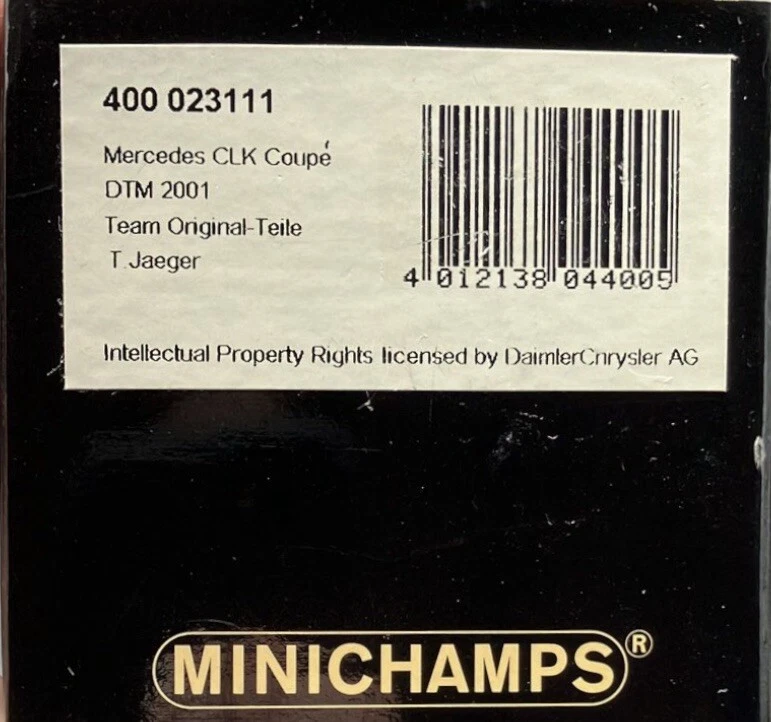 400 023111
Mercedes CLK Coupé
DTM 2001
Team Original-Teile
T.Jaeger
4 012138 044005
Intellectual Property Rights licensed by DaimlerChrysler AG
MINICHAMPS®